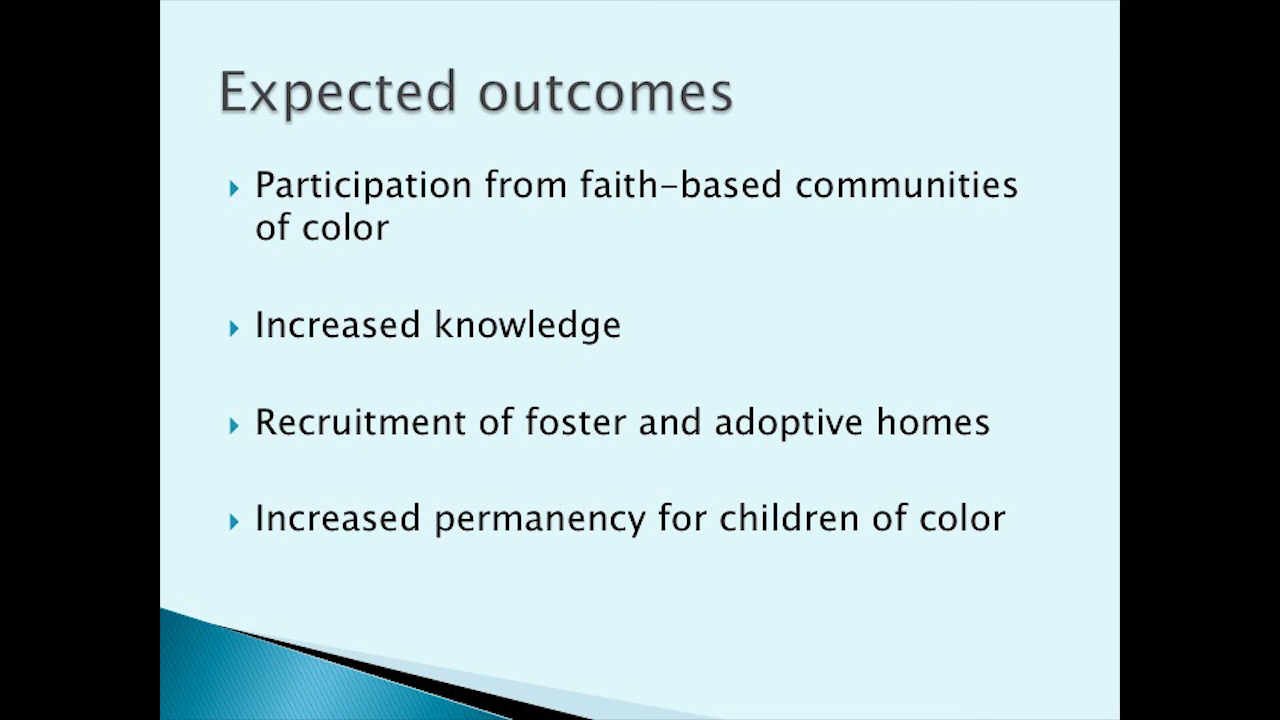 Expected outcomes
Participation from faith-based communities
of color
Increased knowledge
Recruitment of foster and adoptive homes
Increased permanency for children of color